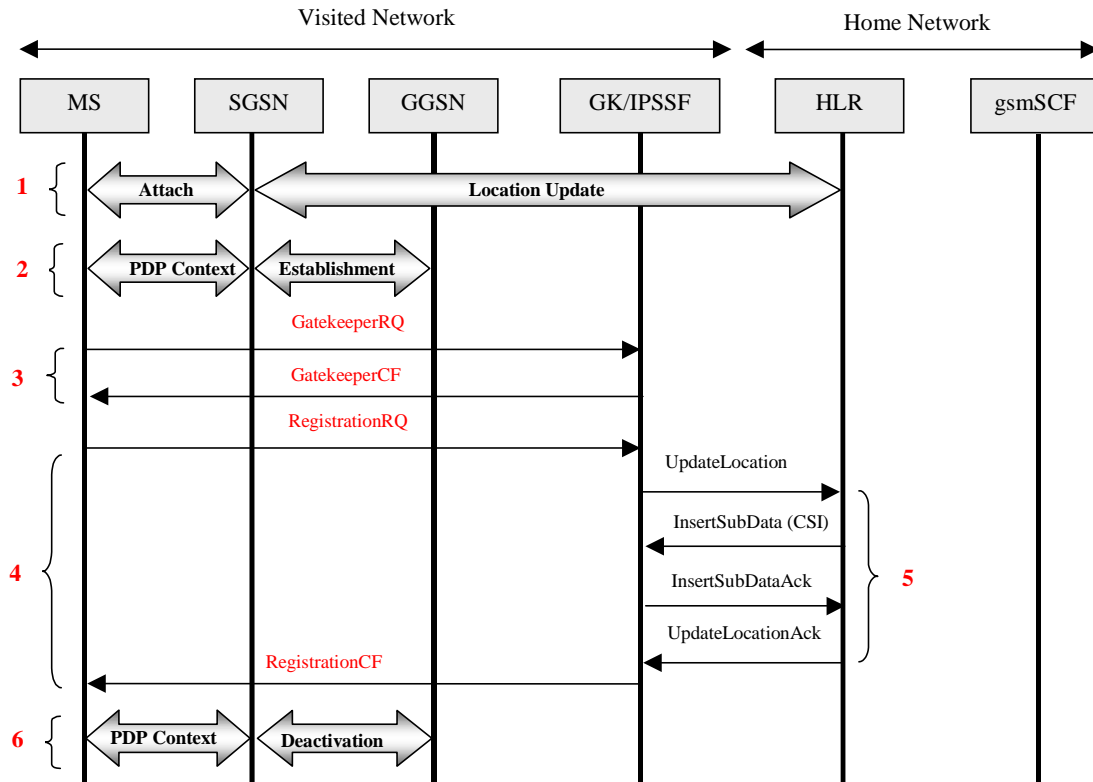 Visited Network
Home Network
MS
SGSN
GGSN
GK/IPSSF
HLR
gsmSCF
1
Attach
Location Update
2
PDP Context
Establishment
GatekeeperRQ
3
GatekeeperCF
RegistrationRQ
UpdateLocation
InsertSubData (CSI)
4
5
InsertSubDataAck
UpdateLocationAck
RegistrationCF
6
PDP Context
Deactivation